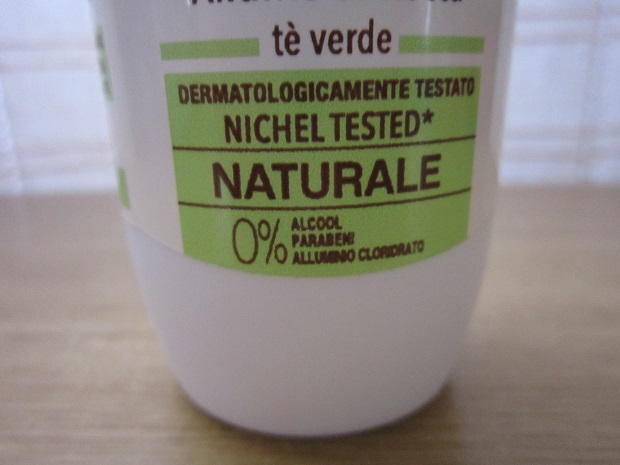 tè verde
DERMATOLOGICAMENTE TESTATO
NICHEL TESTED*
NATURALE
0% ALCOOL
PARABENI
ALLUMINIO CLORIDRATO